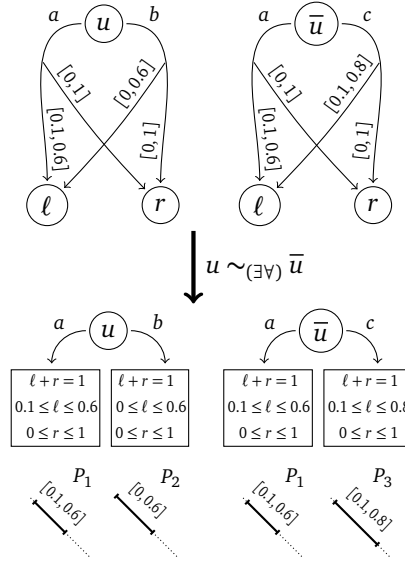 a u b
a u̅ c
[0,1] [0,0.6]
[0,1] [0.1,0.8]
[0.1,0.6] [0,1]
[0.1,0.6] [0,1]
ℓ r
ℓ r
u ∼(∃∀) u̅
a u b
a u̅ c
ℓ + r = 1
0.1 ≤ ℓ ≤ 0.6
0 ≤ r ≤ 1
ℓ + r = 1
0 ≤ ℓ ≤ 0.6
0 ≤ r ≤ 1
ℓ + r = 1
0.1 ≤ ℓ ≤ 0.6
0 ≤ r ≤ 1
ℓ + r = 1
0.1 ≤ ℓ ≤ 0.8
0 ≤ r ≤ 1
P1
[0.1,0.6]
P2
[0,0.6]
P1
[0.1,0.6]
P3
[0.1,0.8]